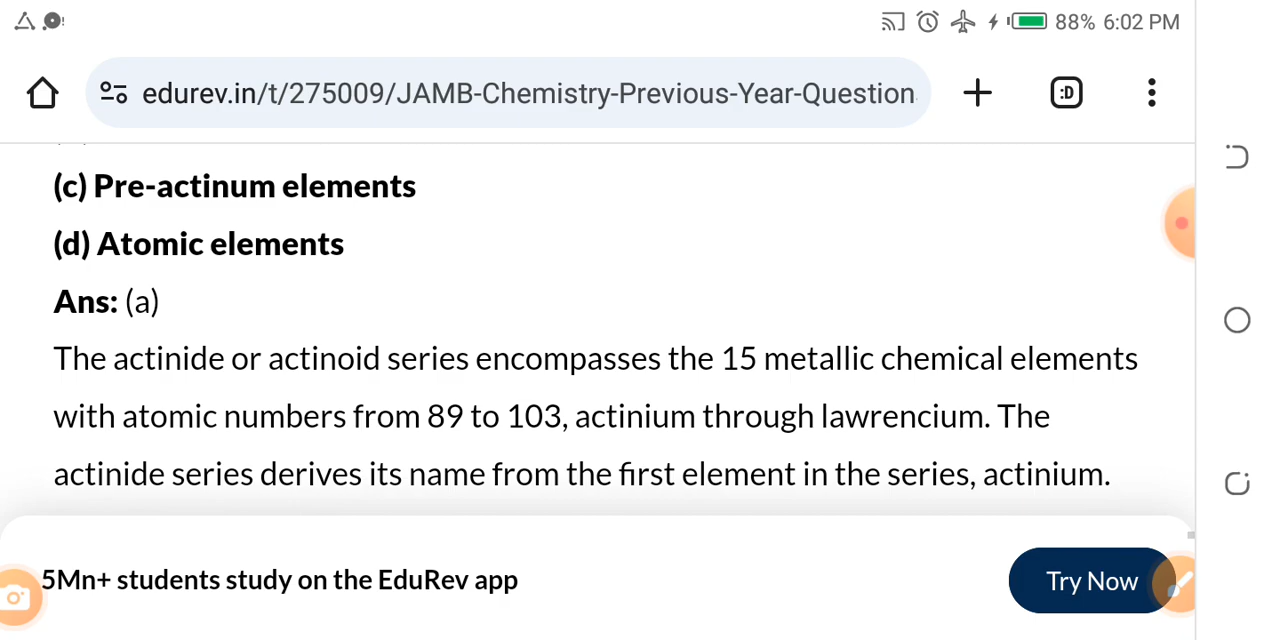 88% 6:02 PM
edurev.in/t/275009/JAMB-Chemistry-Previous-Year-Question
:D
(c) Pre-actinum elements
(d) Atomic elements
Ans: (a)
The actinide or actinoid series encompasses the 15 metallic chemical elements
with atomic numbers from 89 to 103, actinium through lawrencium. The
actinide series derives its name from the first element in the series, actinium.
5Mn+ students study on the EduRev app
Try Now